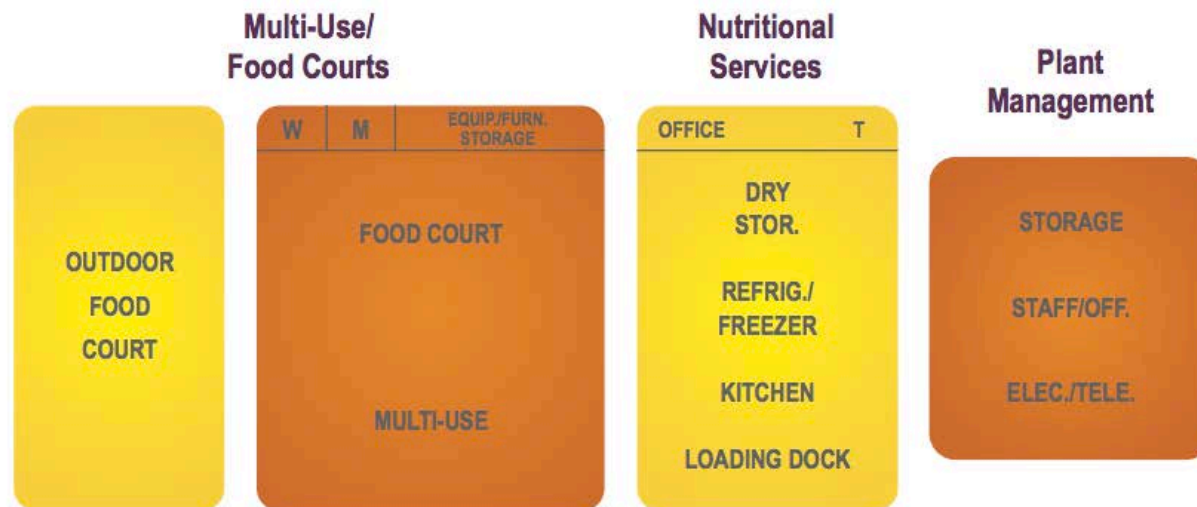 Multi-Use/
Food Courts
Nutritional
Services
Plant
Management
OUTDOOR
FOOD
COURT
W
M
EQUIP./FURN.
STORAGE
FOOD COURT
MULTI-USE
OFFICE
T
DRY
STOR.
REFRIG./
FREEZER
KITCHEN
LOADING DOCK
STORAGE
STAFF/OFF.
ELEC./TELE.